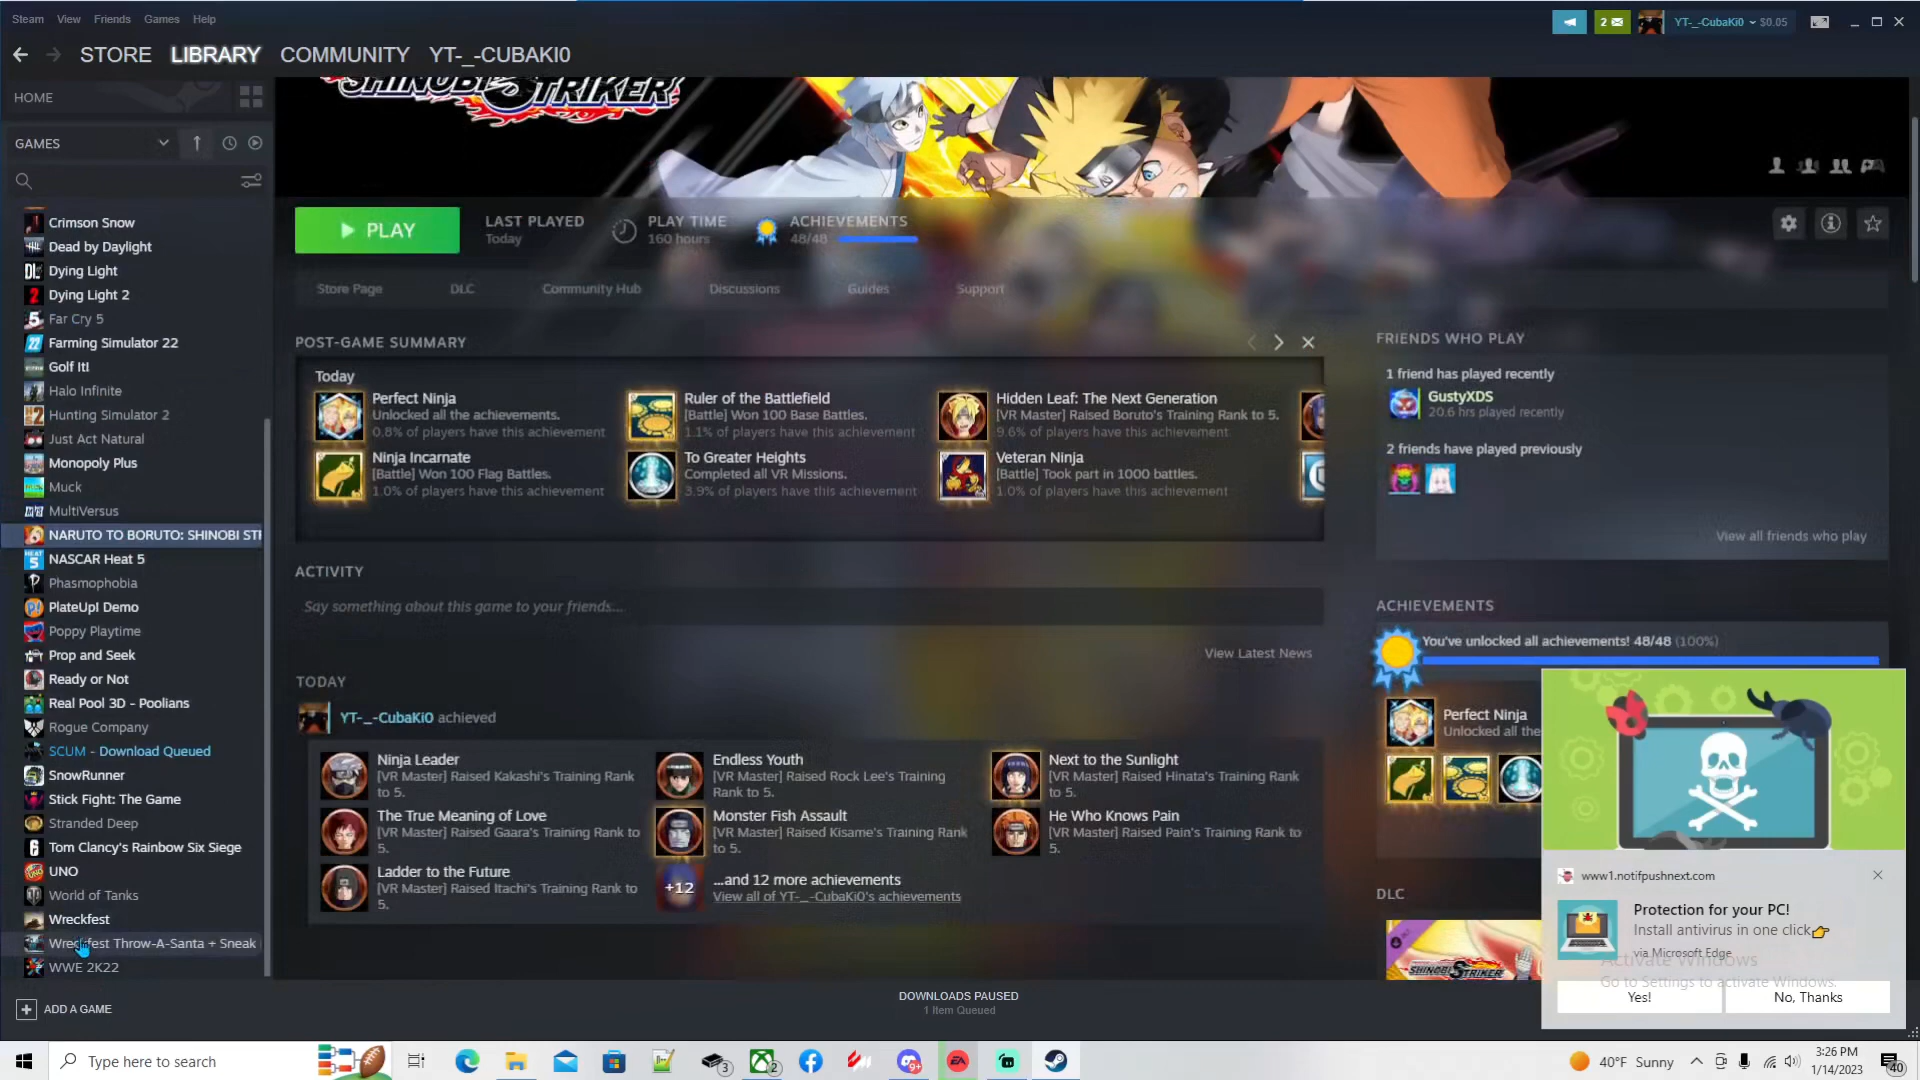 Steam View Friends Games Help
2
YT-_-CubaKi0 $0.05
STORE LIBRARY COMMUNITY YT-_-CUBAKI0
HOME
GAMES
Crimson Snow
Dead by Daylight
Dying Light
Dying Light 2
Far Cry 5
Farming Simulator 22
Golf It!
Halo Infinite
Hunting Simulator 2
Just Act Natural
Monopoly Plus
Muck
MultiVersus
NARUTO TO BORUTO: SHINOBI STR
NASCAR Heat 5
Phasmophobia
PlateUp! Demo
Poppy Playtime
Prop and Seek
Ready or Not
Real Pool 3D - Poolians
Rogue Company
SCUM - Download Queued
SnowRunner
Stick Fight: The Game
Stranded Deep
Tom Clancy's Rainbow Six Siege
UNO
World of Tanks
Wreckfest
Wreckfest Throw-A-Santa + Sneak
WWE 2K22
ADD A GAME
SHINOBI STRIKER
PLAY
LAST PLAYED
Today
PLAY TIME
160 hours
ACHIEVEMENTS
48/48
Store Page DLC Community Hub Discussions Guides Support
POST-GAME SUMMARY
Today
Perfect Ninja
Unlocked all the achievements.
0.8% of players have this achievement
Ruler of the Battlefield
[Battle] Won 100 Base Battles.
1.1% of players have this achievement
Hidden Leaf: The Next Generation
[VR Master] Raised Boruto's Training Rank to 5.
9.6% of players have this achievement
Ninja Incarnate
[Battle] Won 100 Flag Battles.
1.0% of players have this achievement
To Greater Heights
Completed all VR Missions.
3.9% of players have this achievement
Veteran Ninja
[Battle] Took part in 1000 battles.
1.0% of players have this achievement
ACTIVITY
Say something about this game to your friends...
View Latest News
TODAY
YT-_-CubaKi0 achieved
Ninja Leader
[VR Master] Raised Kakashi's Training Rank
to 5.
Endless Youth
[VR Master] Raised Rock Lee's Training
Rank to 5.
Next to the Sunlight
[VR Master] Raised Hinata's Training Rank
to 5.
The True Meaning of Love
[VR Master] Raised Gaara's Training Rank to
5.
Monster Fish Assault
[VR Master] Raised Kisame's Training Rank
to 5.
He Who Knows Pain
[VR Master] Raised Pain's Training Rank to
5.
Ladder to the Future
[VR Master] Raised Itachi's Training Rank to
5.
+12
...and 12 more achievements
View all of YT-_-CubaKi0's achievements
FRIENDS WHO PLAY
1 friend has played recently
GustyXDS
20.6 hrs played recently
2 friends have played previously
View all friends who play
ACHIEVEMENTS
You've unlocked all achievements! 48/48 (100%)
Perfect Ninja
Unlocked all the
DLC
SHINOBI STRIKER
www1.notifpushnext.com
Protection for your PC!
Install antivirus in one click
via Microsoft Edge
Activate Windows
Go to Settings to activate Windows.
Yes!
No, Thanks
DOWNLOADS PAUSED
1 Item Queued
Type here to search
3
2
9+
EA
40°F Sunny
3:26 PM
1/14/2023
40